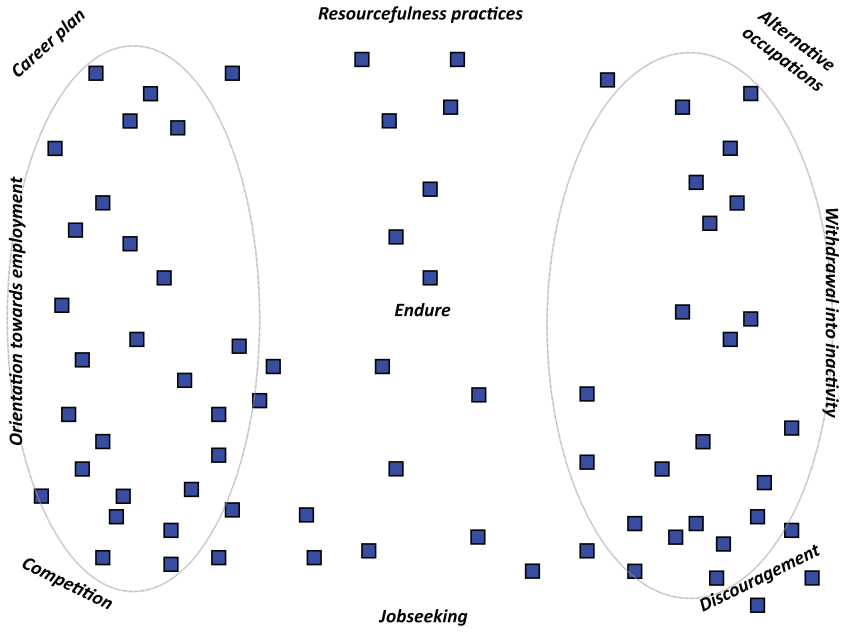 Resourcefulness practices
Career plan
Alternative
occupations
Orientation towards employment
Withdrawal into inactivity
Endure
Competition
Discouragement
Jobseeking